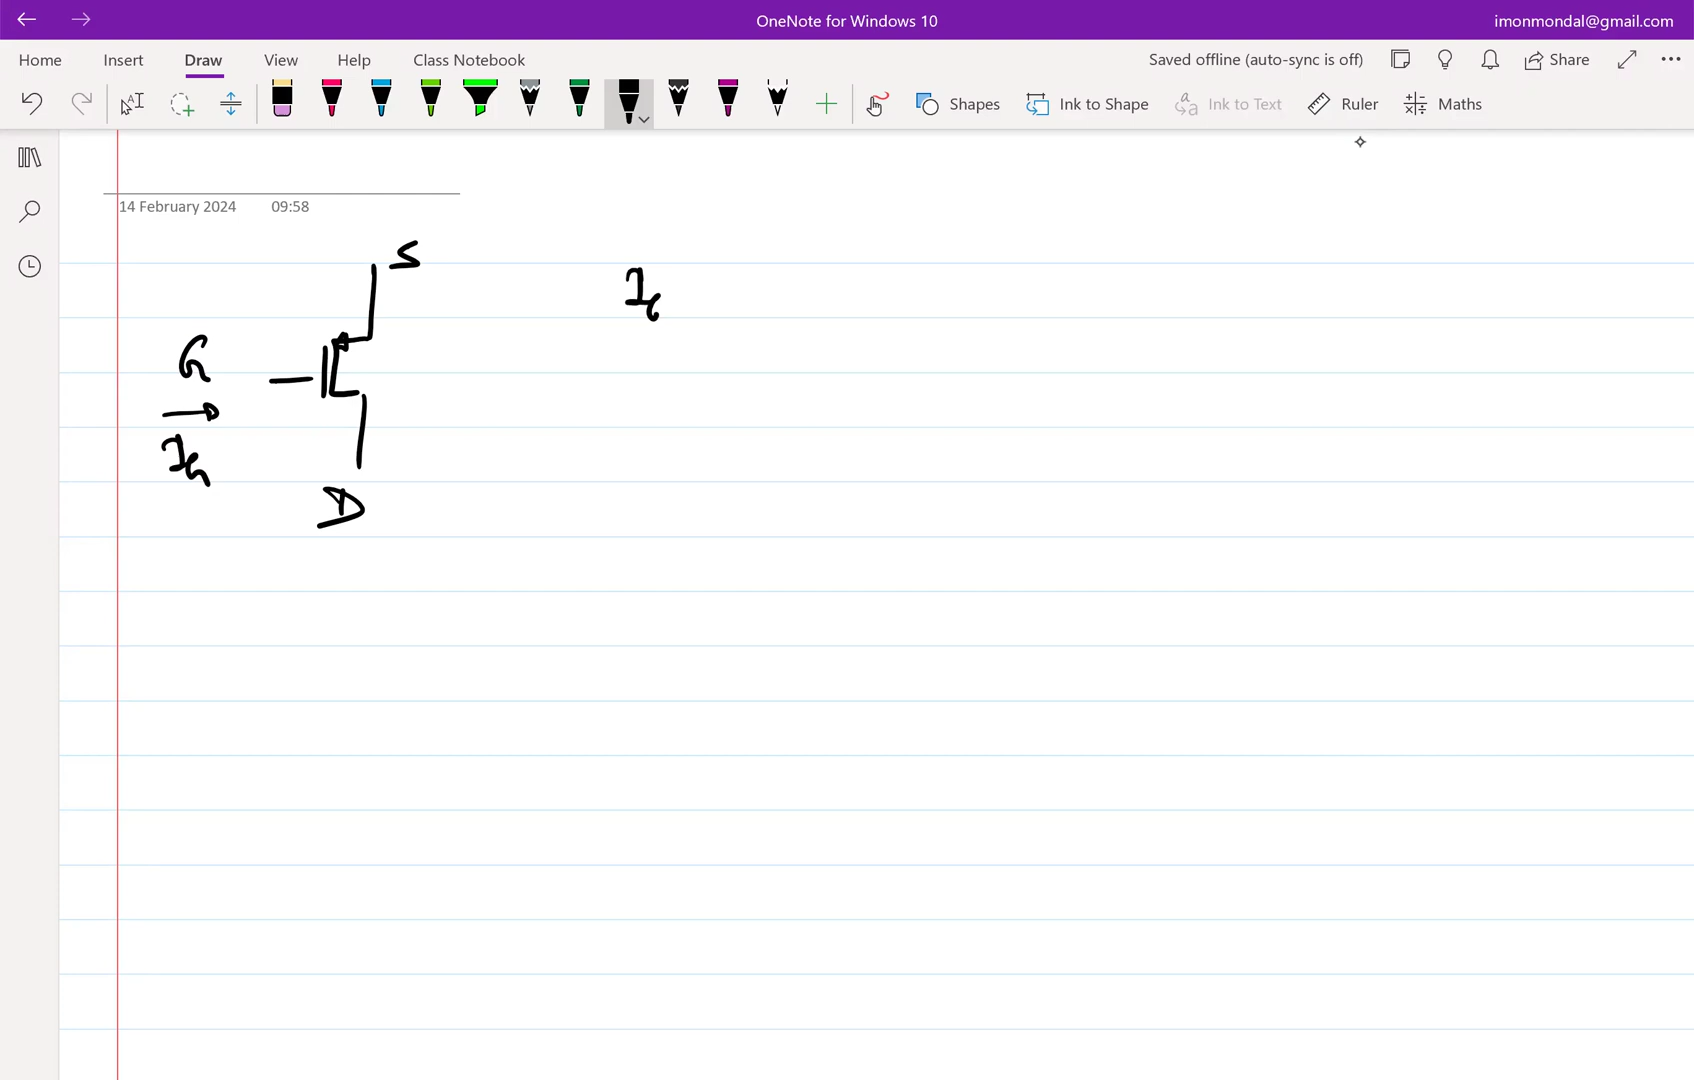 OneNote for Windows 10
imonmondal@gmail.com
Home Insert Draw View Help Class Notebook
Saved offline (auto-sync is off) Share
Shapes Ink to Shape Ink to Text Ruler Maths
14 February 2024 09:58
S
G
I_G
D